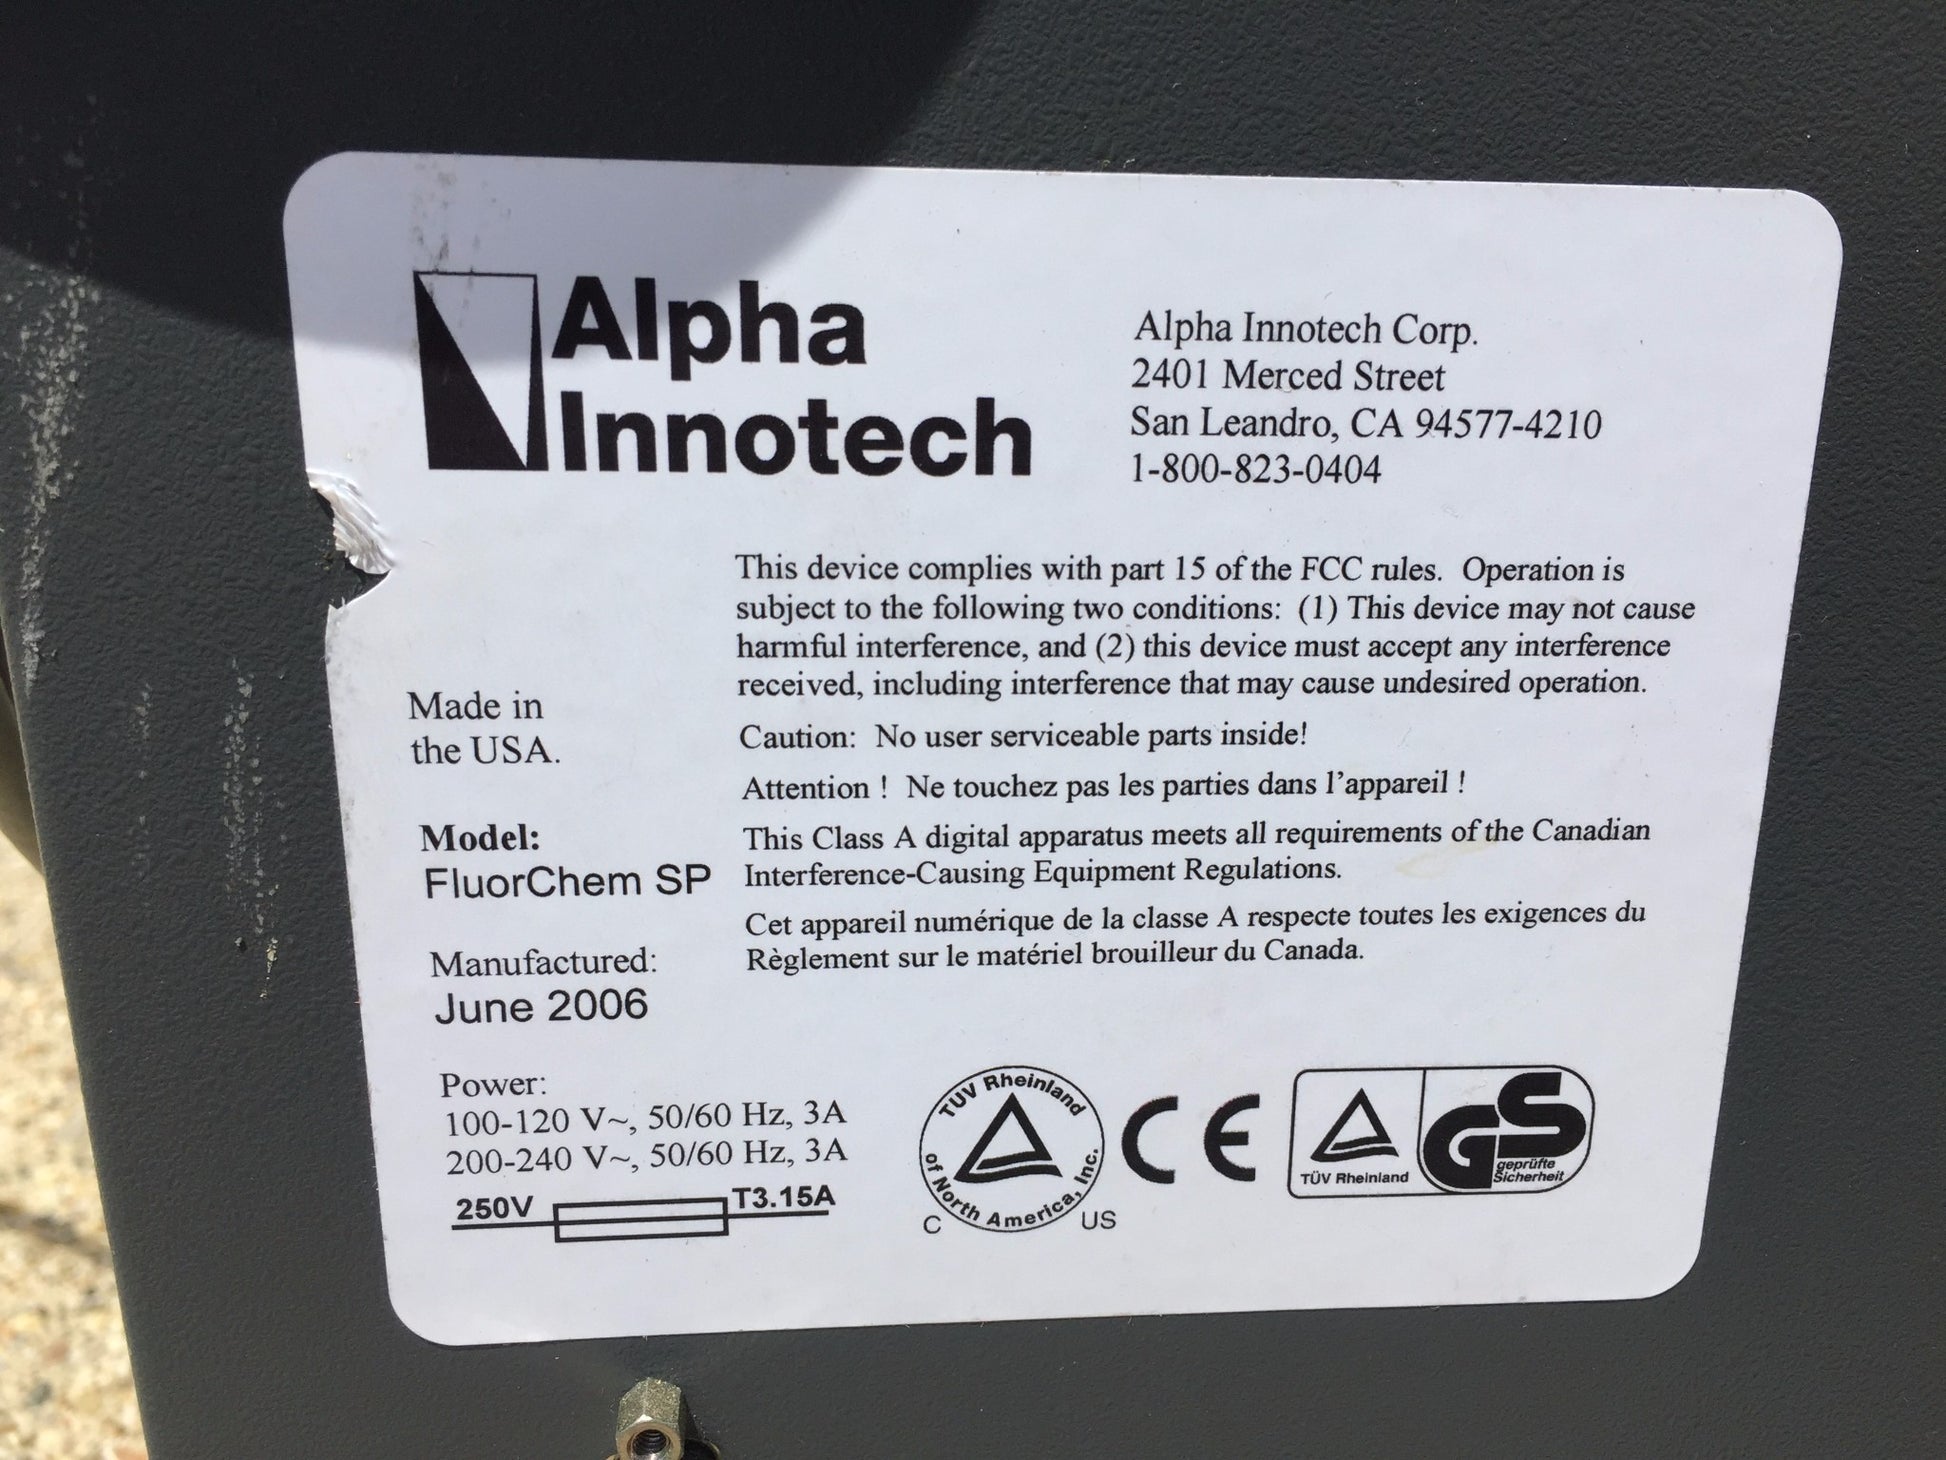 Alpha
Innotech
Alpha Innotech Corp.
2401 Merced Street
San Leandro, CA 94577-4210
1-800-823-0404
This device complies with part 15 of the FCC rules.  Operation is
subject to the following two conditions:  (1) This device may not cause
harmful interference, and (2) this device must accept any interference
received, including interference that may cause undesired operation.
Caution:  No user serviceable parts inside!
Attention !  Ne touchez pas les parties dans l'appareil !
This Class A digital apparatus meets all requirements of the Canadian
Interference-Causing Equipment Regulations.
Cet appareil numérique de la classe A respecte toutes les exigences du
Règlement sur le matériel brouilleur du Canada.
Made in
the USA.
Model:
FluorChem SP
Manufactured:
June 2006
Power:
100-120 V~, 50/60 Hz, 3A
200-240 V~, 50/60 Hz, 3A
250V T3.15A
TÜV Rheinland
of North America, Inc.
C US
CE
TÜV Rheinland
GS
geprüfte
Sicherheit